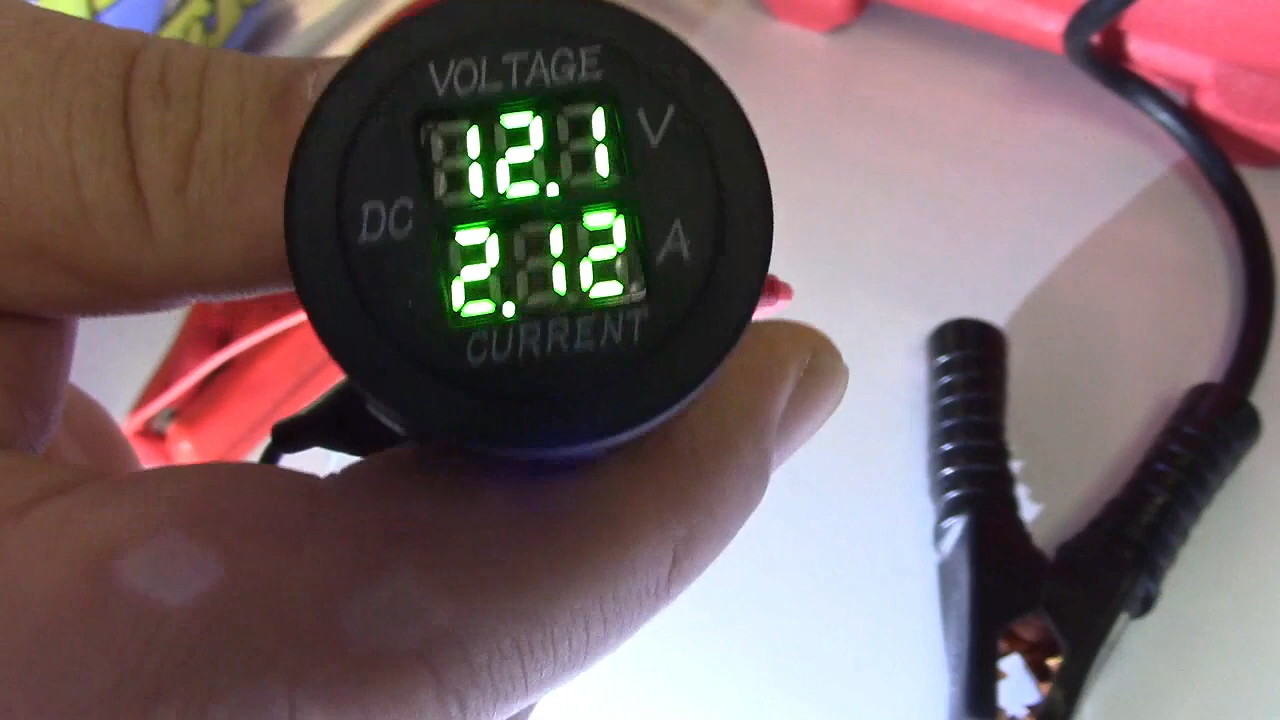 VOLTAGE
12.1 V
DC
2.12 A
CURRENT